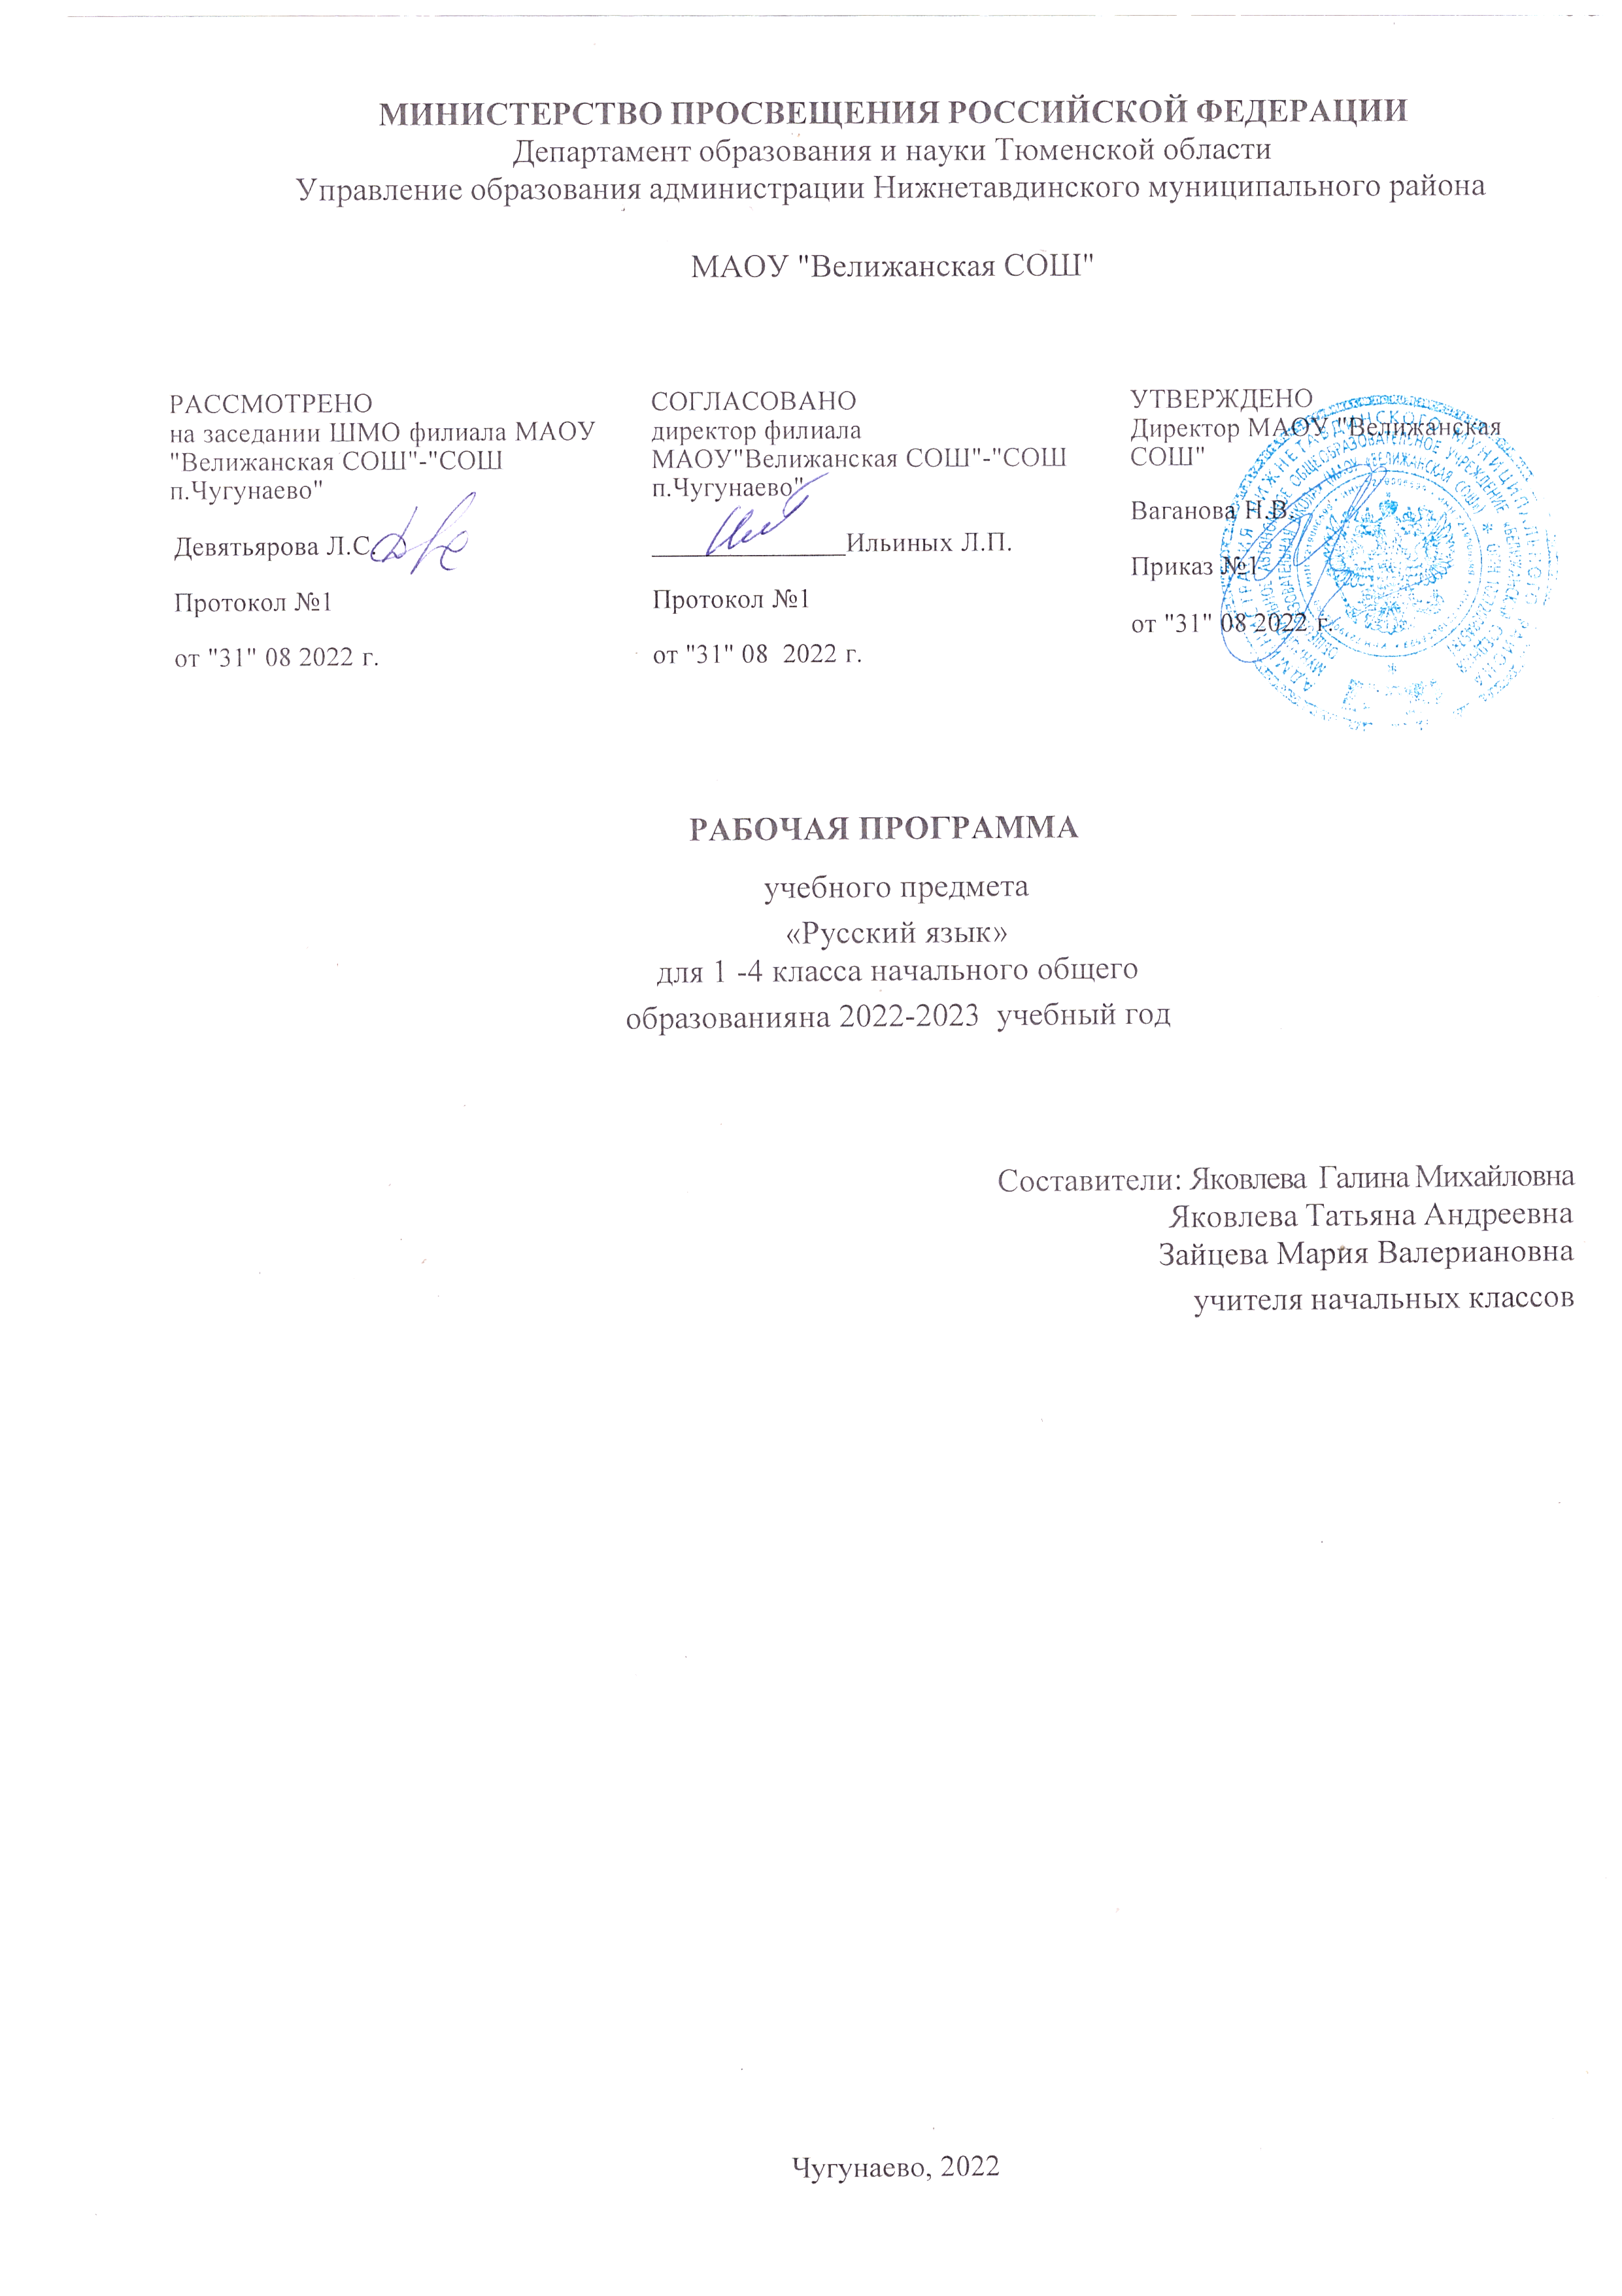 МИНИСТЕРСТВО ПРОСВЕЩЕНИЯ РОССИЙСКОЙ ФЕДЕРАЦИИ
Департамент образования и науки Тюменской области
Управление образования администрации Нижнетавдинского муниципального района
МАОУ "Велижанская СОШ"
РАССМОТРЕНО
на заседании ШМО филиала МАОУ
"Велижанская СОШ"-"СОШ
п.Чугунаево"
Девятьярова Л.С.
Протокол №1
от "31" 08 2022 г.
СОГЛАСОВАНО
директор филиала
МАОУ"Велижанская СОШ"-"СОШ
п.Чугунаево"
______________Ильиных Л.П.
Протокол №1
от "31" 08  2022 г.
УТВЕРЖДЕНО
Директор МАОУ "Велижанская
СОШ"
Ваганова Н.В.
Приказ №1
от "31" 08 2022 г.
РАБОЧАЯ ПРОГРАММА
учебного предмета
«Русский язык»
для 1 -4 класса начального общего
образованияна 2022-2023  учебный год
Составители: Яковлева  Галина Михайловна
Яковлева Татьяна Андреевна
Зайцева Мария Валериановна
учителя начальных классов
Чугунаево, 2022